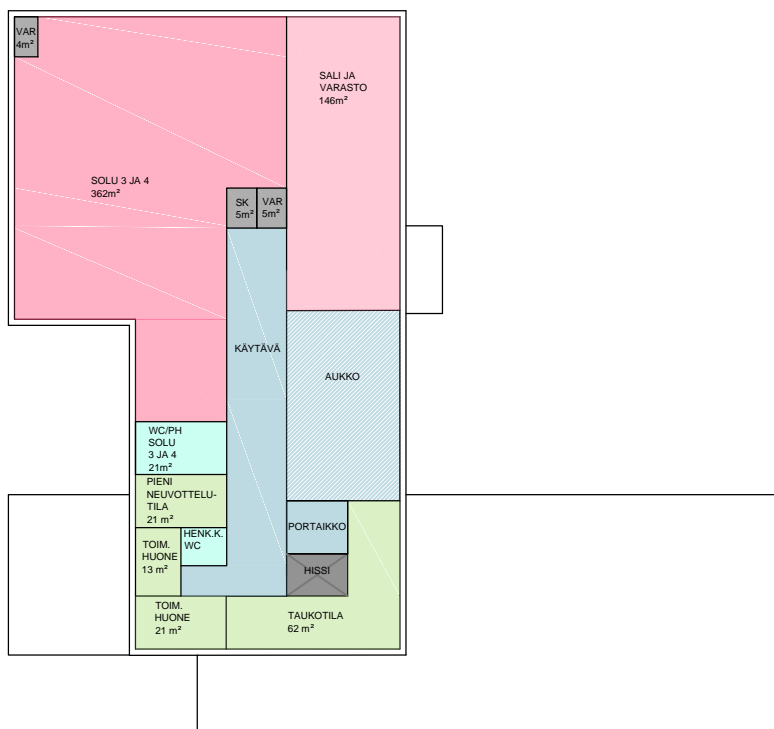 VAR
4m²
SALI JA
VARASTO
146m²
SOLU 3 JA 4
362m²
SK
5m²
VAR
5m²
KÄYTÄVÄ
AUKKO
WC/PH
SOLU
3 JA 4
21m²
PIENI
NEUVOTTELU-
TILA
21 m²
PORTAIKKO
HENK.K.
WC
TOIM.
HUONE
13 m²
HISSI
TOIM.
HUONE
21 m²
TAUKOTILA
62 m²